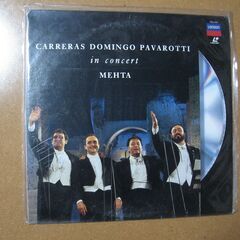 CARRERAS DOMINGO PAVAROTTI
in concert
MEHTA